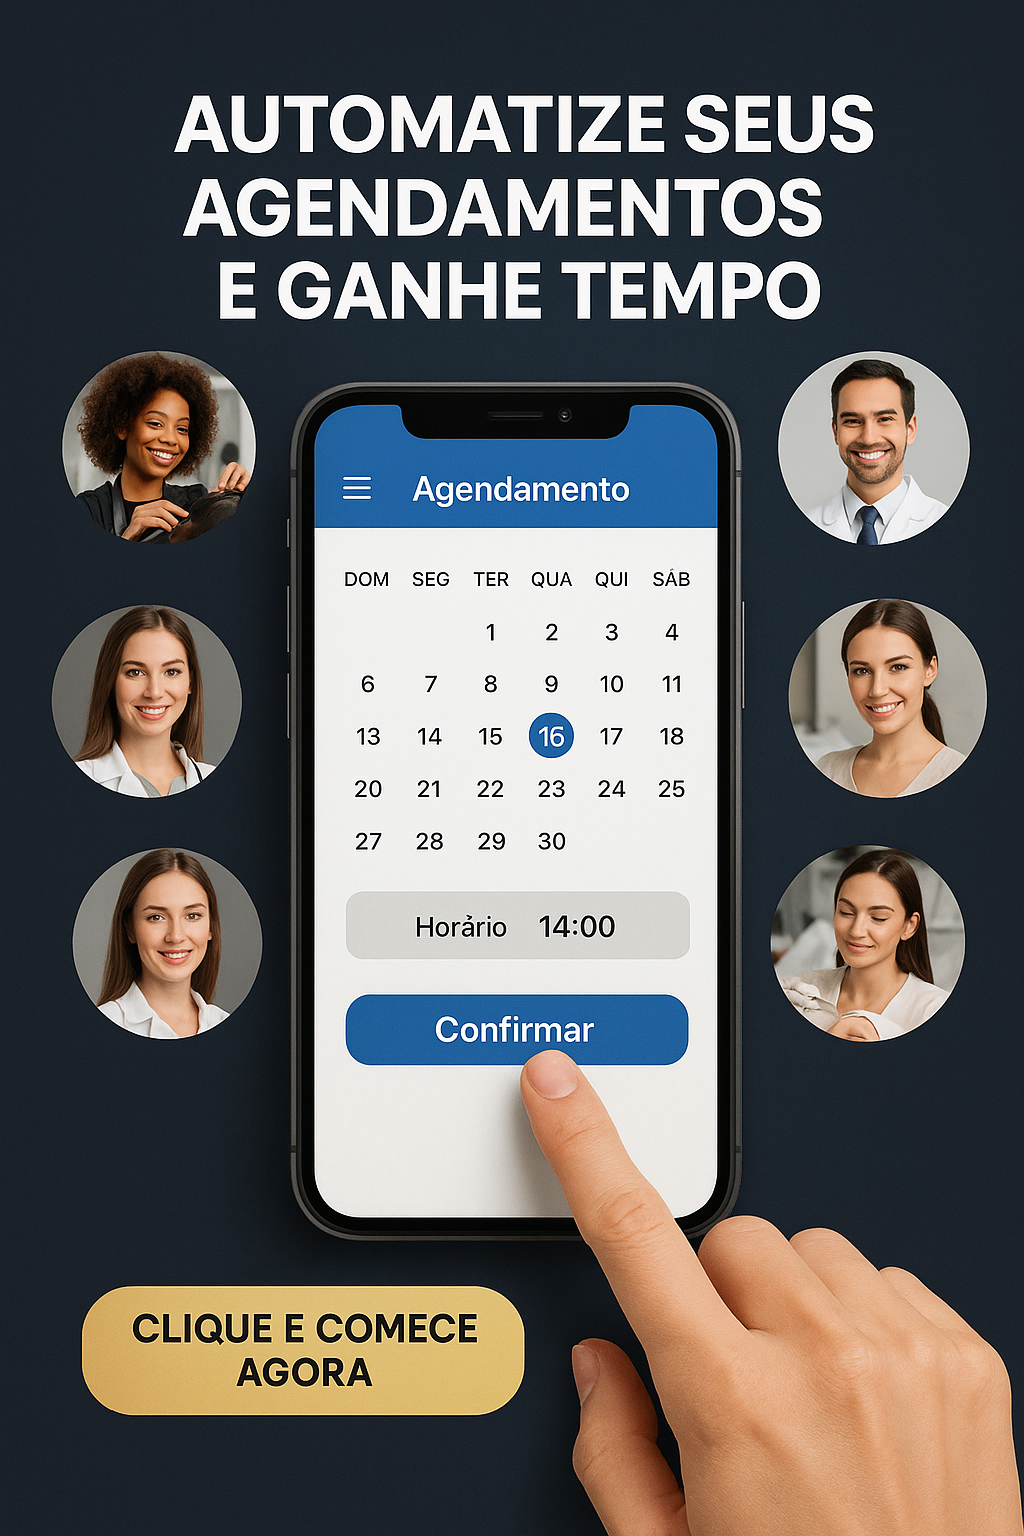 AUTOMATIZE SEUS
AGENDAMENTOS
E GANHE TEMPO
Agendamento
DOM SEG TER QUA QUI SÁB
1 2 3 4
6 7 8 9 10 11
13 14 15 16 17 18
20 21 22 23 24 25
27 28 29 30
Horảrio 14:00
Confirmar
CLIQUE E COMECE
AGORA